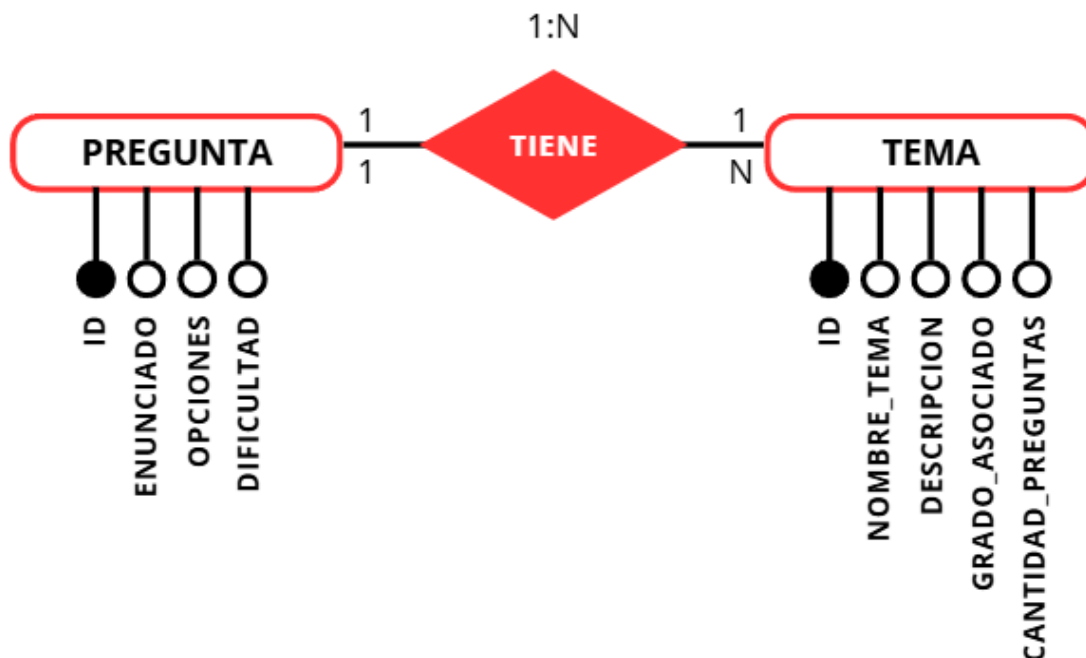 1:N
PREGUNTA
1
1
TIENE
1
N
TEMA
ID
ENUNCIADO
OPCIONES
DIFICULTAD
ID
NOMBRE_TEMA
DESCRIPCION
GRADO_ASOCIADO
CANTIDAD_PREGUNTAS